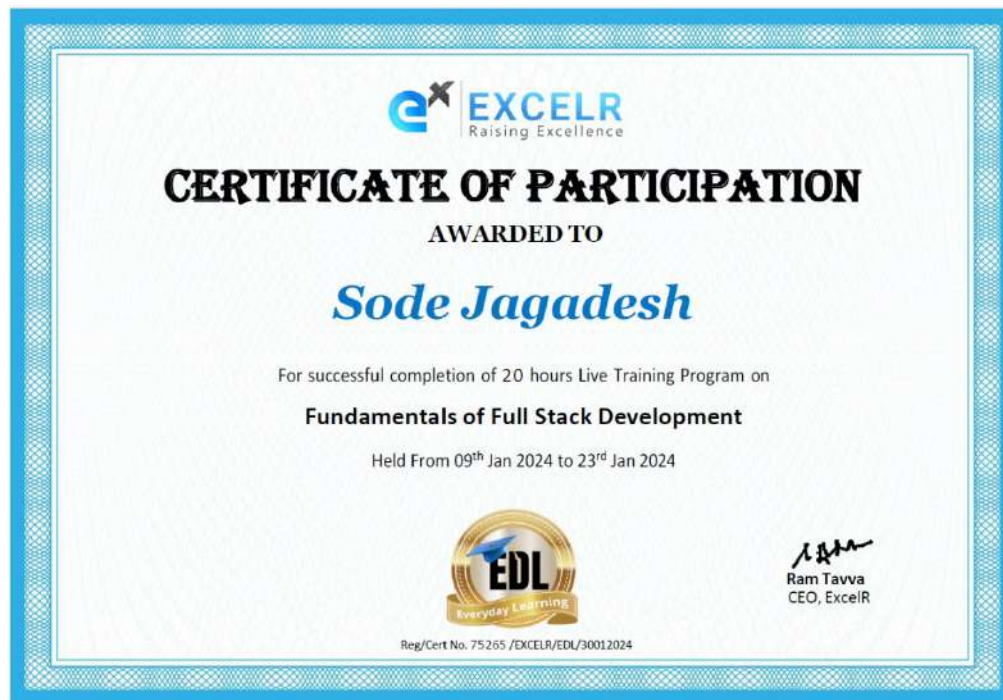 ex EXCELR
Raising Excellence
CERTIFICATE OF PARTICIPATION
AWARDED TO
Sode Jagadesh
For successful completion of 20 hours Live Training Program on
Fundamentals of Full Stack Development
Held From 09th Jan 2024 to 23rd Jan 2024
EDL
Everyday Learning
Ram Tavva
CEO, ExcelR
Reg/Cert No. 75265 /EXCELR/EDL/30012024